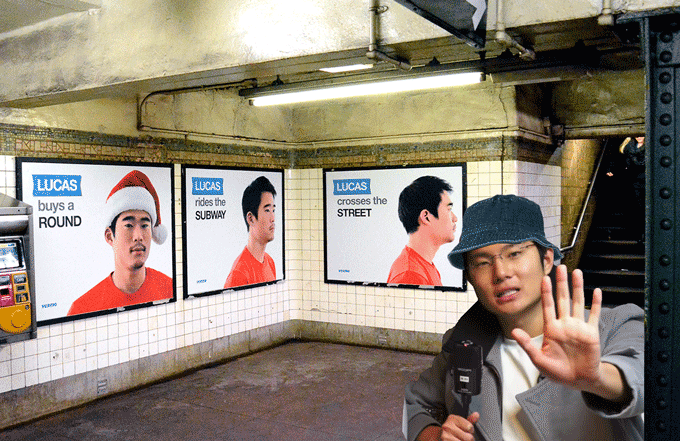 LUCAS
buys a
ROUND
LUCAS
rides the
SUBWAY
LUCAS
crosses the
STREET